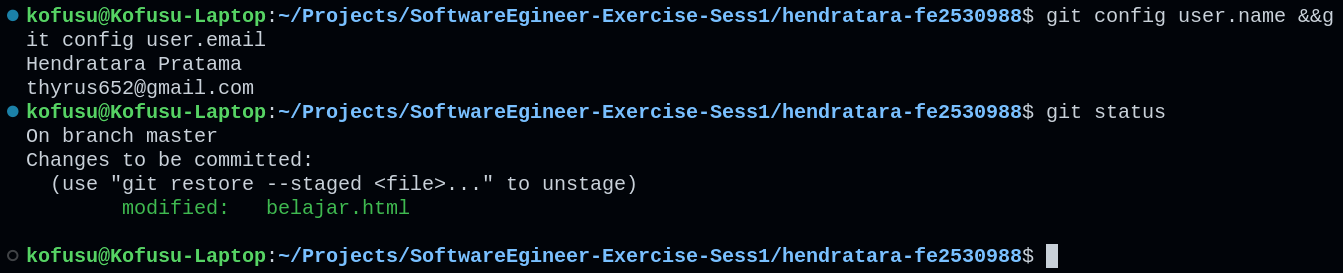 kofusu@Kofusu-Laptop:~/Projects/SoftwareEgineer-Exercise-Sess1/hendratara-fe2530988$ git config user.name &&g
it config user.email
Hendratara Pratama
thyrus652@gmail.com
kofusu@Kofusu-Laptop:~/Projects/SoftwareEgineer-Exercise-Sess1/hendratara-fe2530988$ git status
On branch master
Changes to be committed:
  (use "git restore --staged <file>..." to unstage)
        modified:   belajar.html
kofusu@Kofusu-Laptop:~/Projects/SoftwareEgineer-Exercise-Sess1/hendratara-fe2530988$